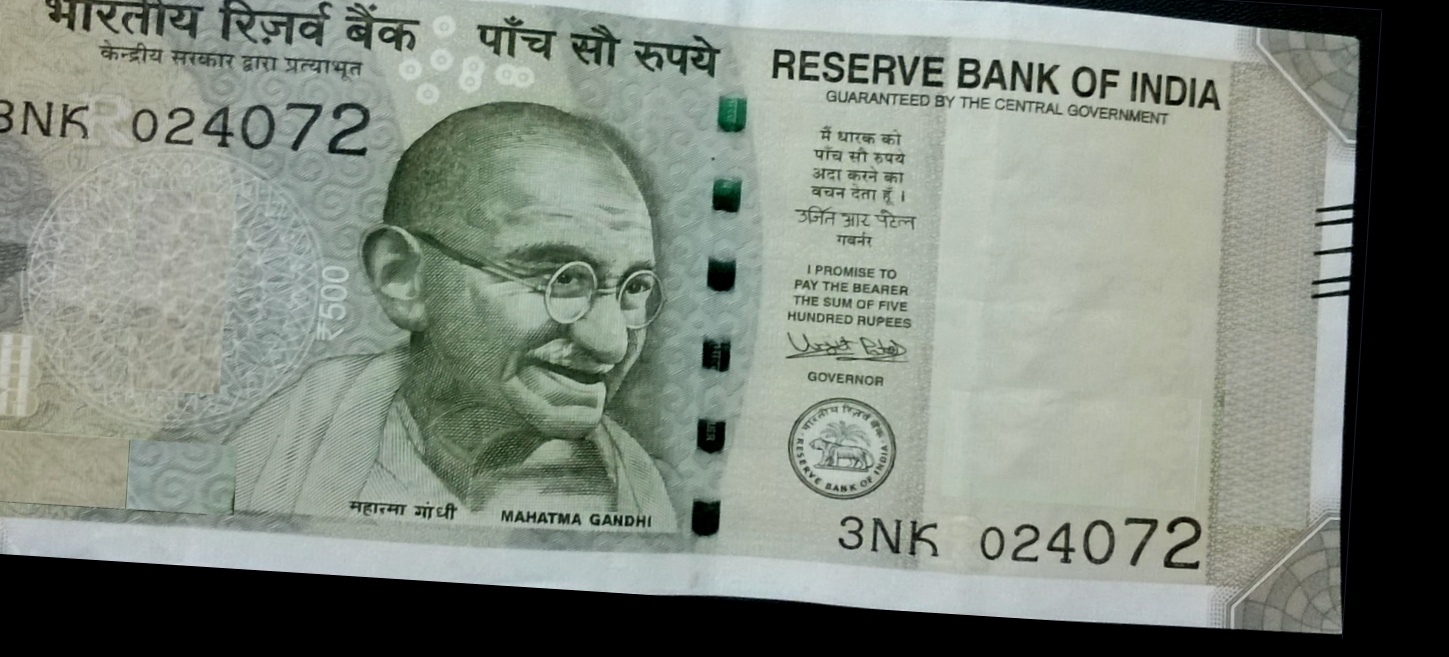 भारतीय रिज़र्व बैंक
केन्द्रीय सरकार द्वारा प्रत्याभूत
पाँच सौ रुपये
3NK 024072
₹500
महात्मा गांधी
MAHATMA GANDHI
RESERVE BANK OF INDIA
GUARANTEED BY THE CENTRAL GOVERNMENT
मैं धारक को
पाँच सौ रुपये
अदा करने का
वचन देता हूँ ।
उर्जित आर पटेल
गवर्नर
I PROMISE TO
PAY THE BEARER
THE SUM OF FIVE
HUNDRED RUPEES
Urjit Patel
GOVERNOR
भारतीय रिज़र्व बैंक
RESERVE BANK OF INDIA
3NK 024072